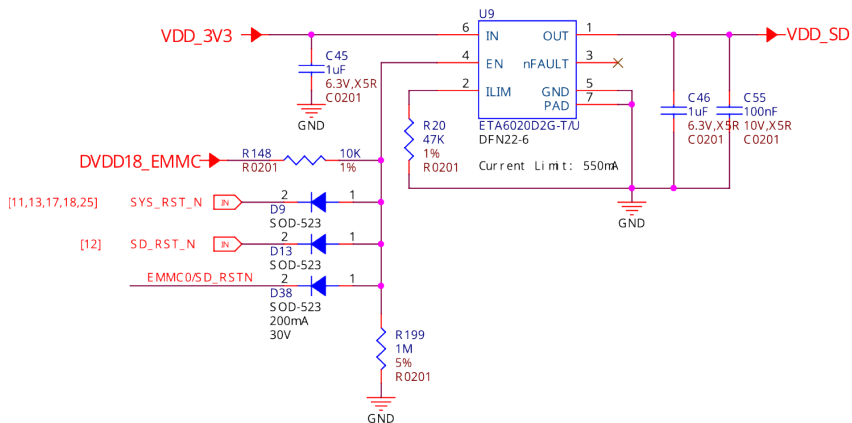 U9
VDD_3V3
6 IN OUT 1
VDD_SD
C45
1uF
6.3V,X5R
C0201
GND
4 EN nFAULT 3
2 ILIM GND 5
PAD 7
ETA6020D2G-T/U
DFN22-6
Current Limit: 550mA
R20
47K
1%
R0201
C46
1uF
6.3V,X5R
C0201
C55
100nF
10V,X5R
C0201
GND
DVDD18_EMMC
R148
R0201
10K
1%
[11,13,17,18,25] SYS_RST_N IN 2 1
D9
SOD-523
[12] SD_RST_N IN 2 1
D13
SOD-523
EMMC0/SD_RSTN 2 1
D38
SOD-523
200mA
30V
R199
1M
5%
R0201
GND